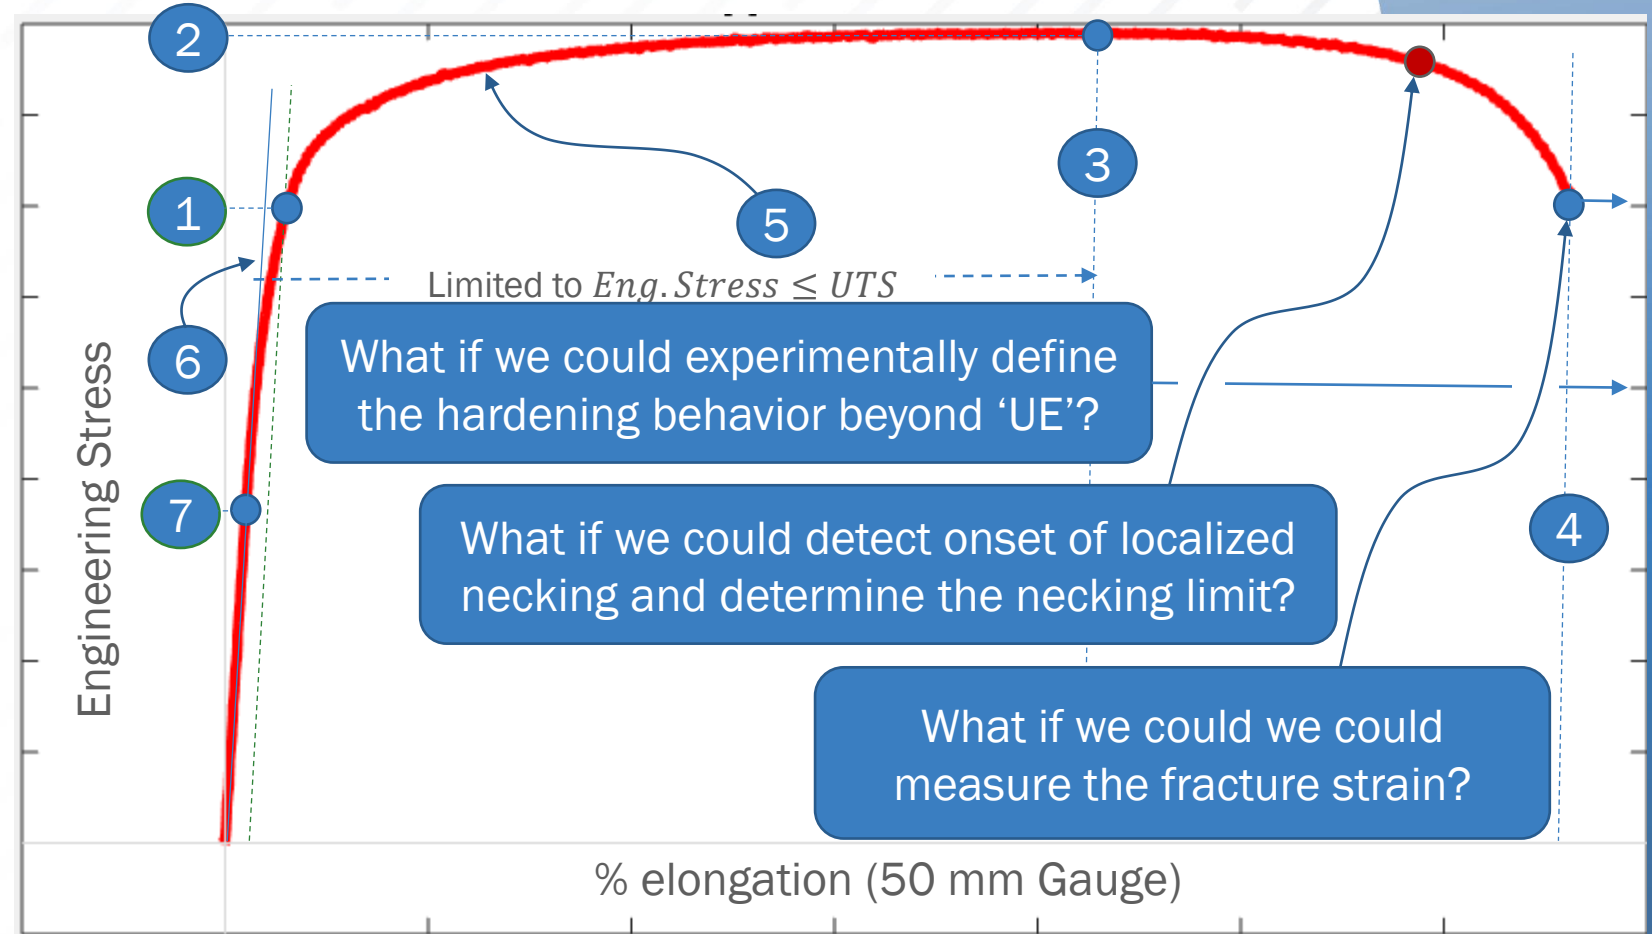 2
1
3
5
Limited to Eng. Stress ≤ UTS
6
What if we could experimentally define
the hardening behavior beyond ‘UE’?
Engineering Stress
7
What if we could detect onset of localized
necking and determine the necking limit?
4
What if we could we could
measure the fracture strain?
% elongation (50 mm Gauge)